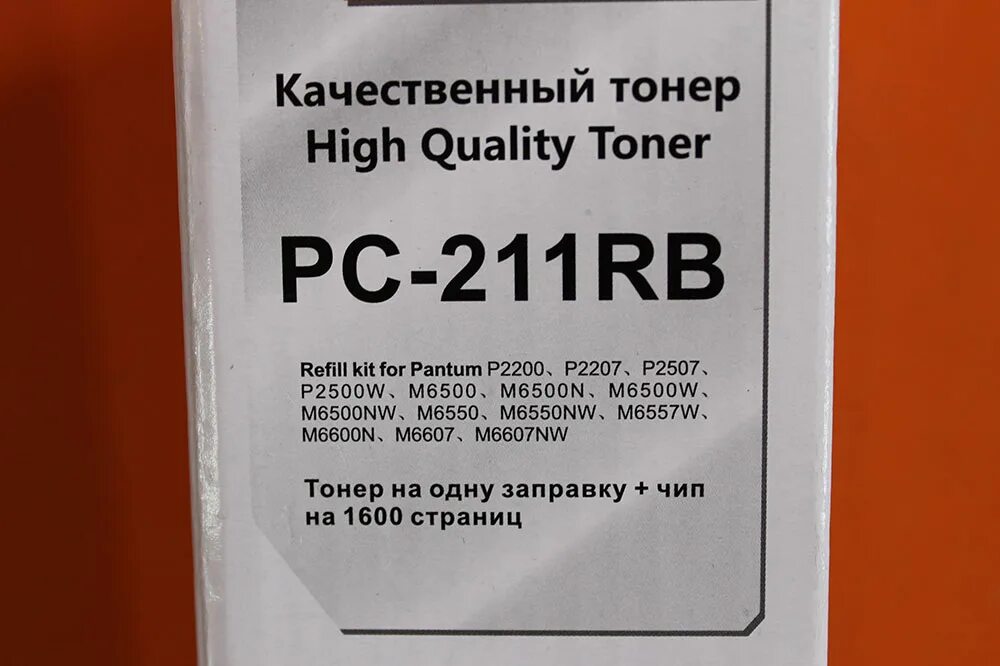 Качественный тонер
High Quality Toner
PC-211RB
Refill kit for Pantum P2200、P2207、P2507、
P2500W、M6500、M6500N、M6500W、
M6500NW、M6550、M6550NW、M6557W、
M6600N、M6607、M6607NW
Тонер на одну заправку + чип
на 1600 страниц